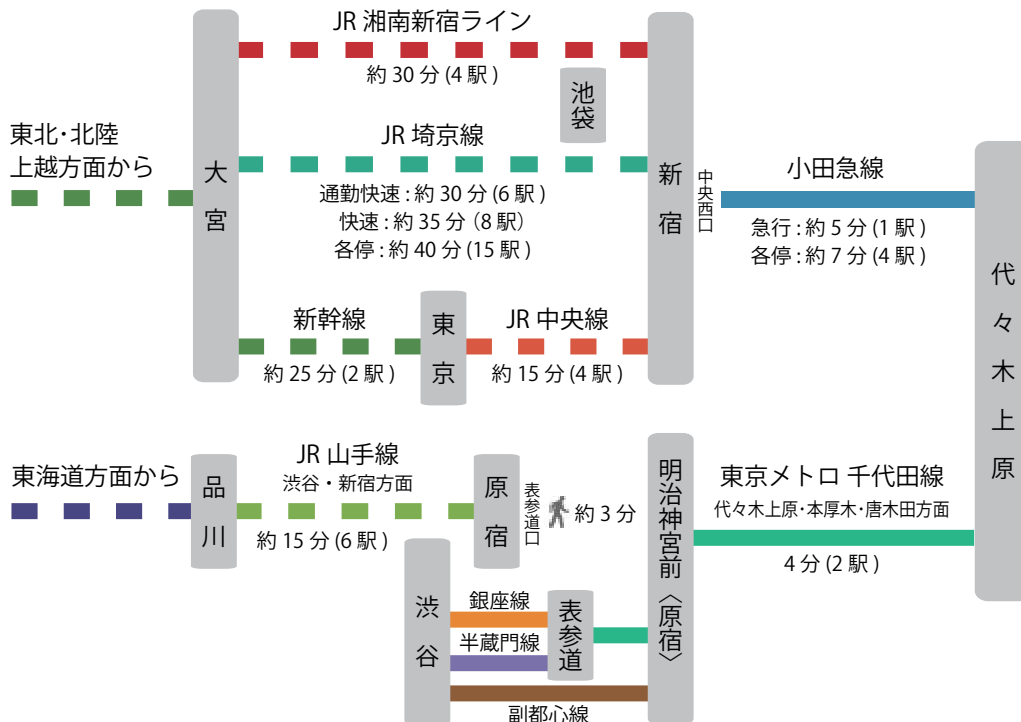 JR 湘南新宿ライン
約 30 分 (4 駅 )
池袋
東北・北陸
上越方面から
大宮
JR 埼京線
通勤快速 : 約 30 分 (6 駅 )
快速 : 約 35 分（8 駅）
各停 : 約 40 分 (15 駅 )
新宿
中央西口
小田急線
急行 : 約 5 分 (1 駅 )
各停 : 約 7 分 (4 駅 )
代々木上原
新幹線
約 25 分 (2 駅 )
東京
JR 中央線
約 15 分 (4 駅 )
東海道方面から
品川
JR 山手線
渋谷・新宿方面
約 15 分 (6 駅 )
原宿
表参道口
約 3 分
明治神宮前〈原宿〉
東京メトロ 千代田線
代々木上原・本厚木・唐木田方面
4 分 (2 駅 )
渋谷
銀座線
半蔵門線
表参道
副都心線